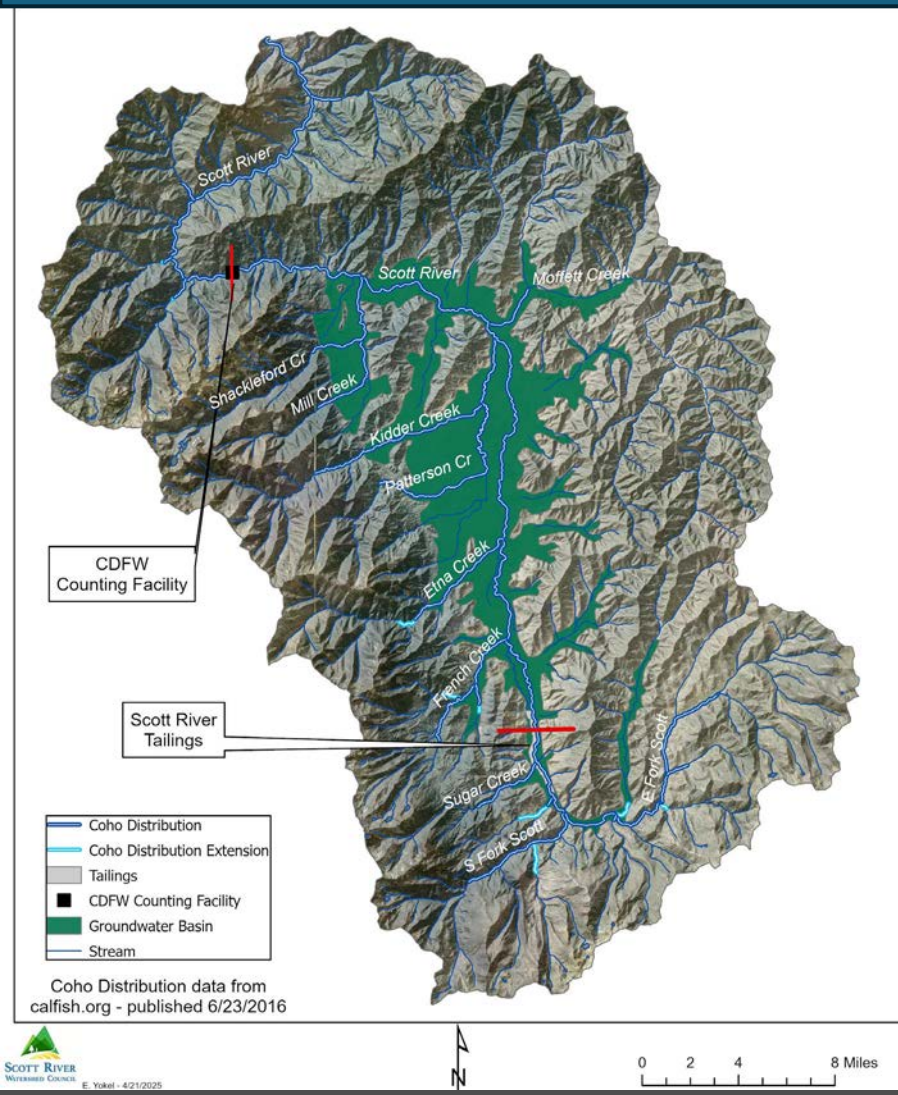 Scott River
Scott River
Moffett Creek
Shackleford Cr
Mill Creek
Kidder Creek
Patterson Cr
CDFW
Counting Facility
Etna Creek
French Creek
Scott River
Tailings
E Fork Scott
Sugar Creek
S Fork Scott
Coho Distribution
Coho Distribution Extension
Tailings
CDFW Counting Facility
Groundwater Basin
Stream
Coho Distribution data from
calfish.org - published 6/23/2016
SCOTT RIVER
WATERSHED COUNCIL
E. Yokel - 4/21/2025
N
0 2 4 8 Miles